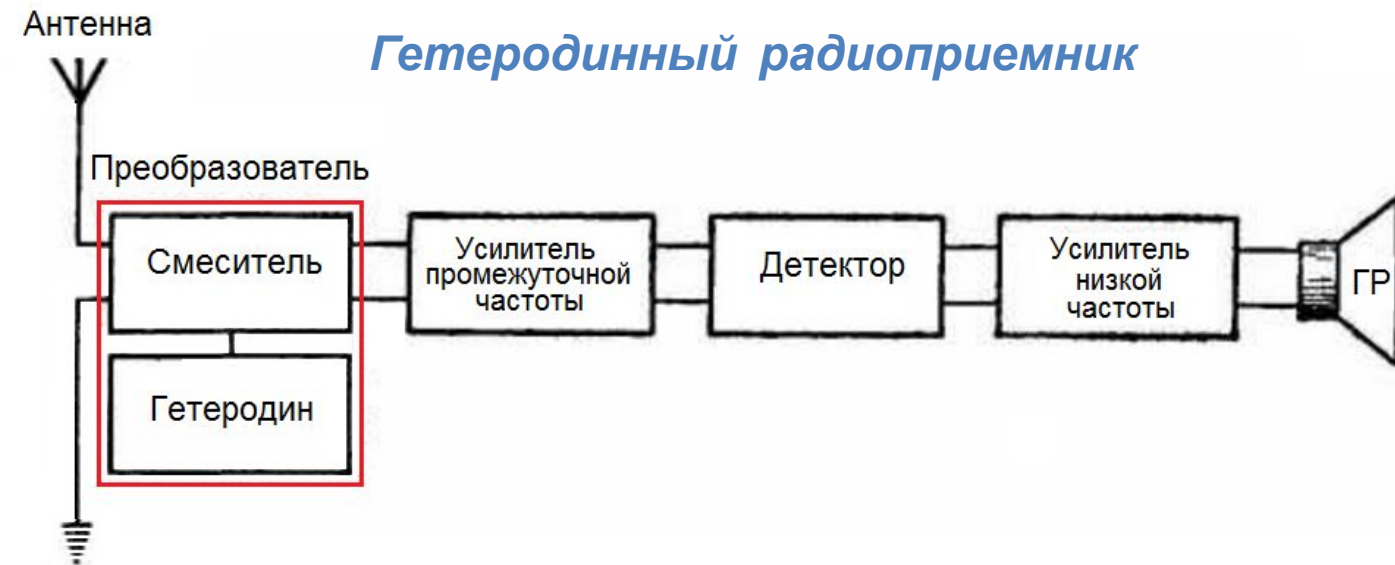 Антенна
Гетеродинный радиоприемник
Преобразователь
Смеситель
Гетеродин
Усилитель
промежуточной
частоты
Детектор
Усилитель
низкой
частоты
ГР